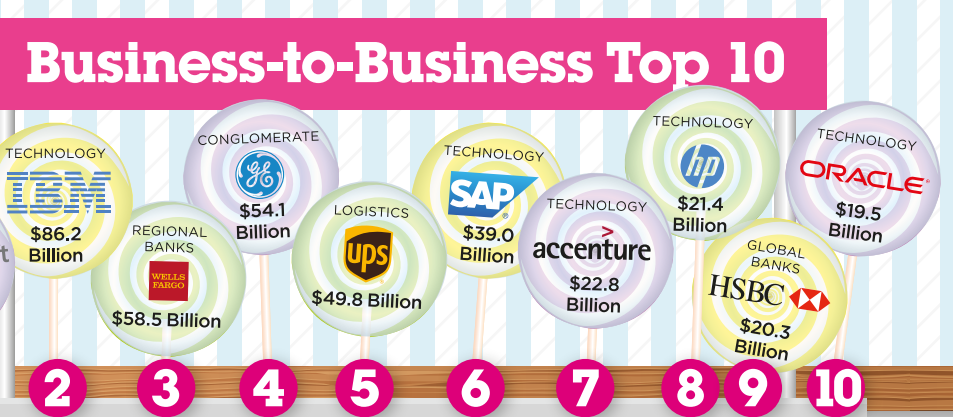 Business-to-Business Top 10
TECHNOLOGY
IBM
$86.2
Billion
REGIONAL
BANKS
WELLS
FARGO
$58.5 Billion
CONGLOMERATE
GE
$54.1
Billion
LOGISTICS
ups
$49.8 Billion
TECHNOLOGY
SAP®
$39.0
Billion
TECHNOLOGY
accenture
$22.8
Billion
TECHNOLOGY
hp
$21.4
Billion
GLOBAL
BANKS
HSBC
$20.3
Billion
TECHNOLOGY
ORACLE®
$19.5
Billion
2 3 4 5 6 7 8 9 10